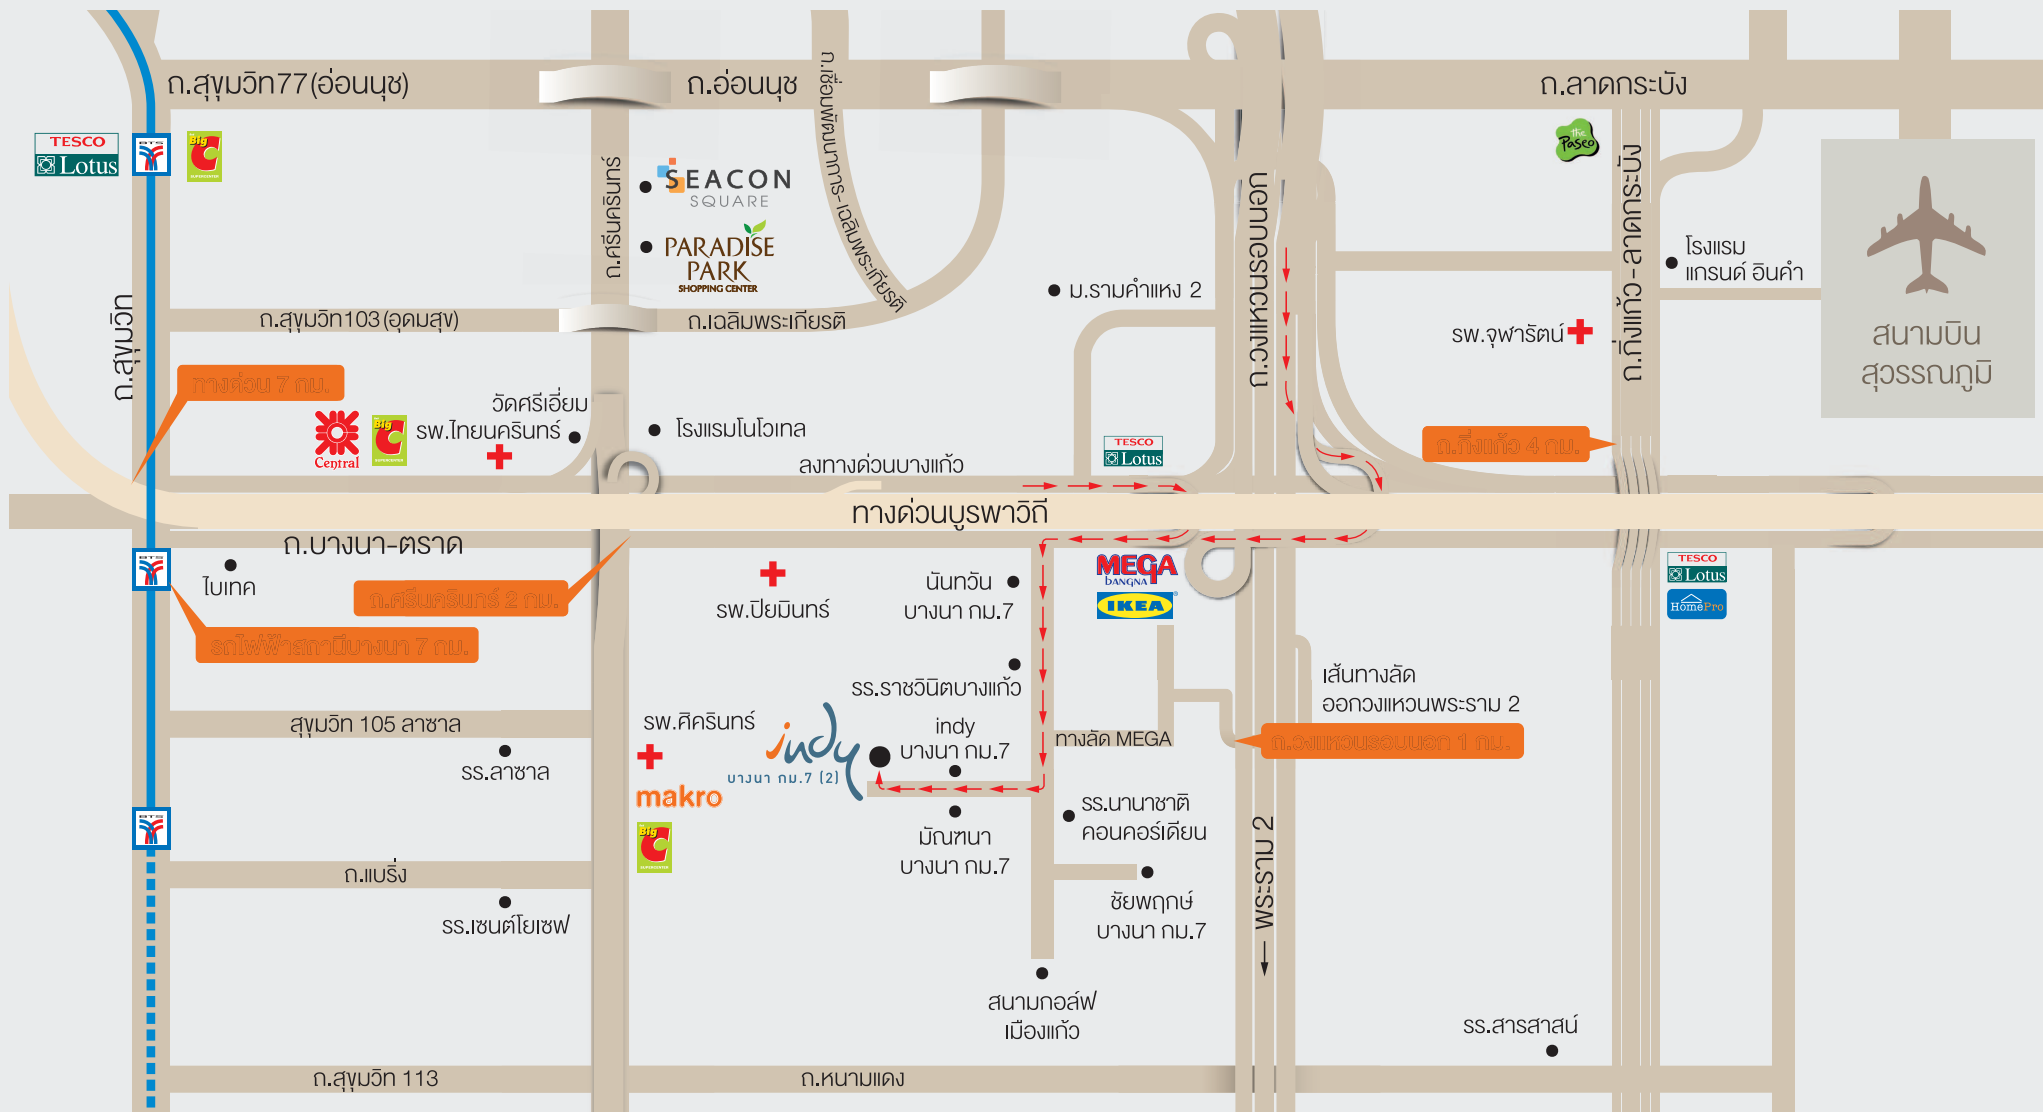 ถ.สุขุมวิท77(อ่อนนุช)
ถ.อ่อนนุช
ถ.ลาดกระบัง
ถ.เชื่อมพัฒนาการ-เฉลิมพระเกียรติ
TESCO
Lotus
BTS
Big
C
SUPERCENTER
ถ.ศรีนครินทร์
SEACON
SQUARE
PARADISE
PARK
SHOPPING CENTER
the
Paseo
ถ.วงแหวนรอบนอก
ถ.กิ่งแก้ว-ลาดกระบัง
โรงแรม
แกรนด์ อินคำ
สนามบิน
สุวรรณภูมิ
ม.รามคำแหง 2
รพ.จุฬารัตน์
ถ.สุขุมวิท
ถ.สุขุมวิท103(อุดมสุข)
ถ.เฉลิมพระเกียรติ
ทางด่วน 7 กม.
Central
Big
C
SUPERCENTER
วัดศรีเอี่ยม
รพ.ไทยนครินทร์
โรงแรมโนโวเทล
ลงทางด่วนบางแก้ว
TESCO
Lotus
ถ.กิ่งแก้ว 4 กม.
ทางด่วนบูรพาวิถี
ถ.บางนา-ตราด
BTS
ไบเทค
ถ.ศรีนครินทร์ 2 กม.
รถไฟฟ้าสถานีบางนา 7 กม.
รพ.ปิยมินทร์
นันทวัน
บางนา กม.7
MEGA
BANGNA
IKEA
TESCO
Lotus
HomePro
รร.ราชวินิตบางแก้ว
เส้นทางลัด
ออกวงแหวนพระราม 2
สุขุมวิท 105 ลาซาล
รร.ลาซาล
รพ.ศิครินทร์
indy
บางนา กม.7 (2)
indy
บางนา กม.7
ทางลัด MEGA
ถ.วงแหวนรอบนอก 1 กม.
makro
Big
C
SUPERCENTER
BTS
มัณฑนา
บางนา กม.7
รร.นานาชาติ
คอนคอร์เดียน
พระราม 2
ถ.แบริ่ง
รร.เซนต์โยเซฟ
ชัยพฤกษ์
บางนา กม.7
สนามกอล์ฟ
เมืองแก้ว
รร.สารสาสน์
ถ.สุขุมวิท 113
ถ.หนามแดง